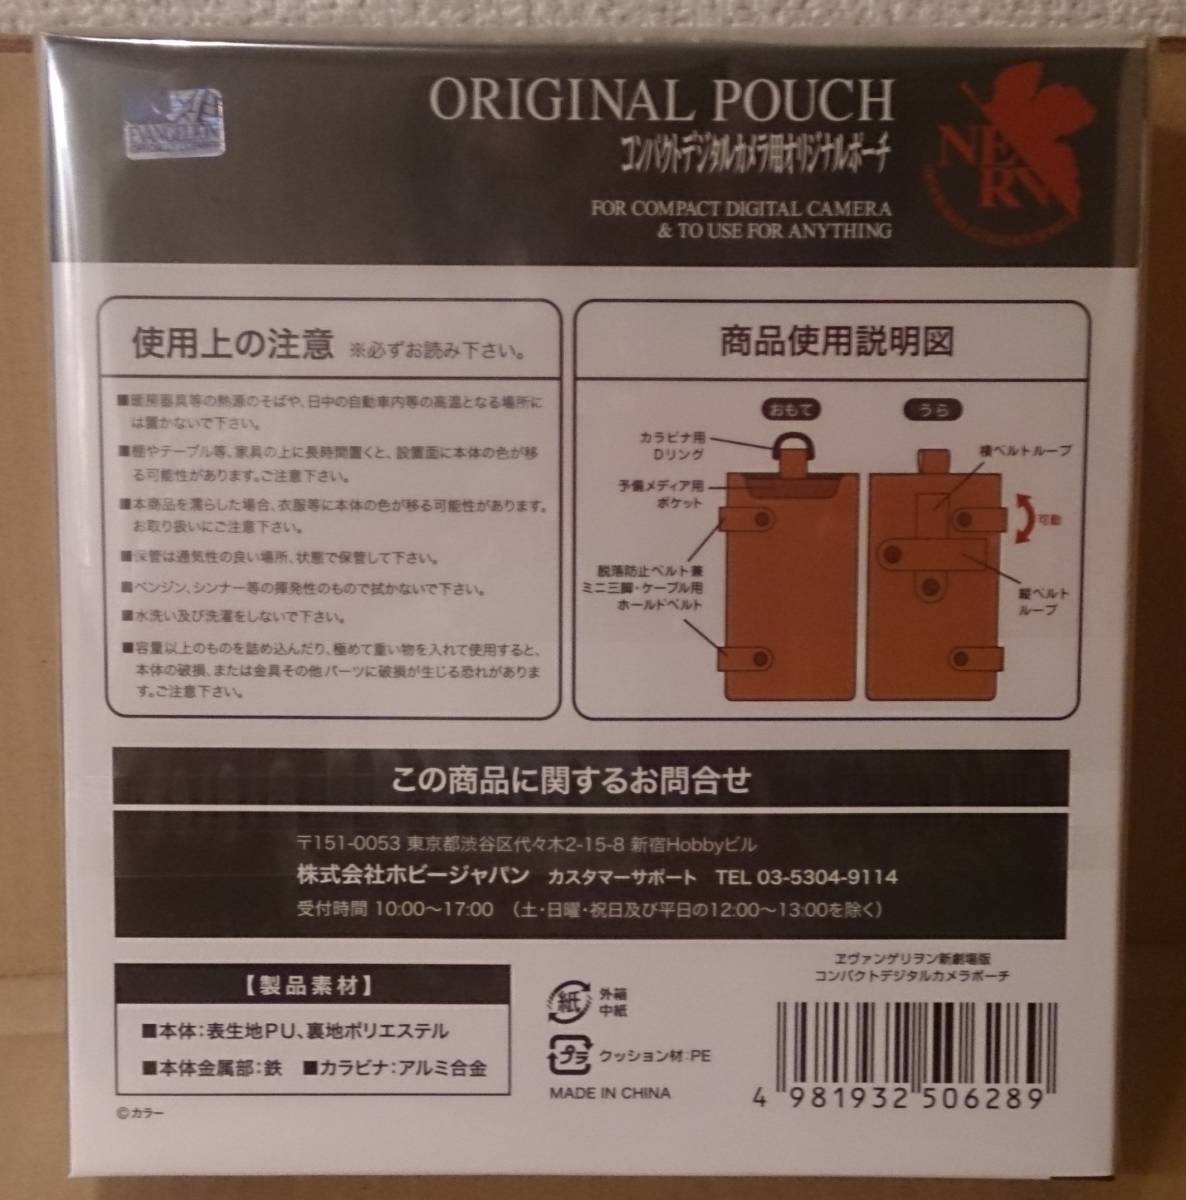 EVANGELION
ORIGINAL POUCH
コンパクトデジタルカメラ用オリジナルポーチ
FOR COMPACT DIGITAL CAMERA
& TO USE FOR ANYTHING
NERV
使用上の注意 ※必ずお読み下さい。
■暖房器具等の熱源のそばや、日中の自動車内等の高温となる場所に
は置かないで下さい。
■棚やテーブル等、家具の上に長時間置くと、設置面に本体の色が移
る可能性があります。ご注意下さい。
■本商品を濡らした場合、衣服等に本体の色が移る可能性があります。
お取り扱いにご注意下さい。
■保管は通気性の良い場所、状態で保管して下さい。
■ベンジン、シンナー等の揮発性のもので拭かないで下さい。
■水洗い及び洗濯をしないで下さい。
■容量以上のものを詰め込んだり、極めて重い物を入れて使用すると、
本体の破損、または金具その他パーツに破損が生じる恐れがありま
す。ご注意下さい。
商品使用説明図
おもて
うら
カラビナ用
Dリング
予備メディア用
ポケット
脱落防止ベルト兼
ミニ三脚・ケーブル用
ホールドベルト
横ベルトループ
可動
縦ベルト
ループ
この商品に関するお問合せ
〒151-0053 東京都渋谷区代々木2-15-8 新宿Hobbyビル
株式会社ホビージャパン カスタマーサポート TEL 03-5304-9114
受付時間 10:00〜17:00 (土・日曜・祝日及び平日の12:00〜13:00を除く)
【製品素材】
■本体:表生地PU、裏地ポリエステル
■本体金属部:鉄 ■カラビナ:アルミ合金
©カラー
紙
外箱
中紙
プラ
クッション材:PE
MADE IN CHINA
ヱヴァンゲリヲン新劇場版
コンパクトデジタルカメラポーチ
4 981932 506289